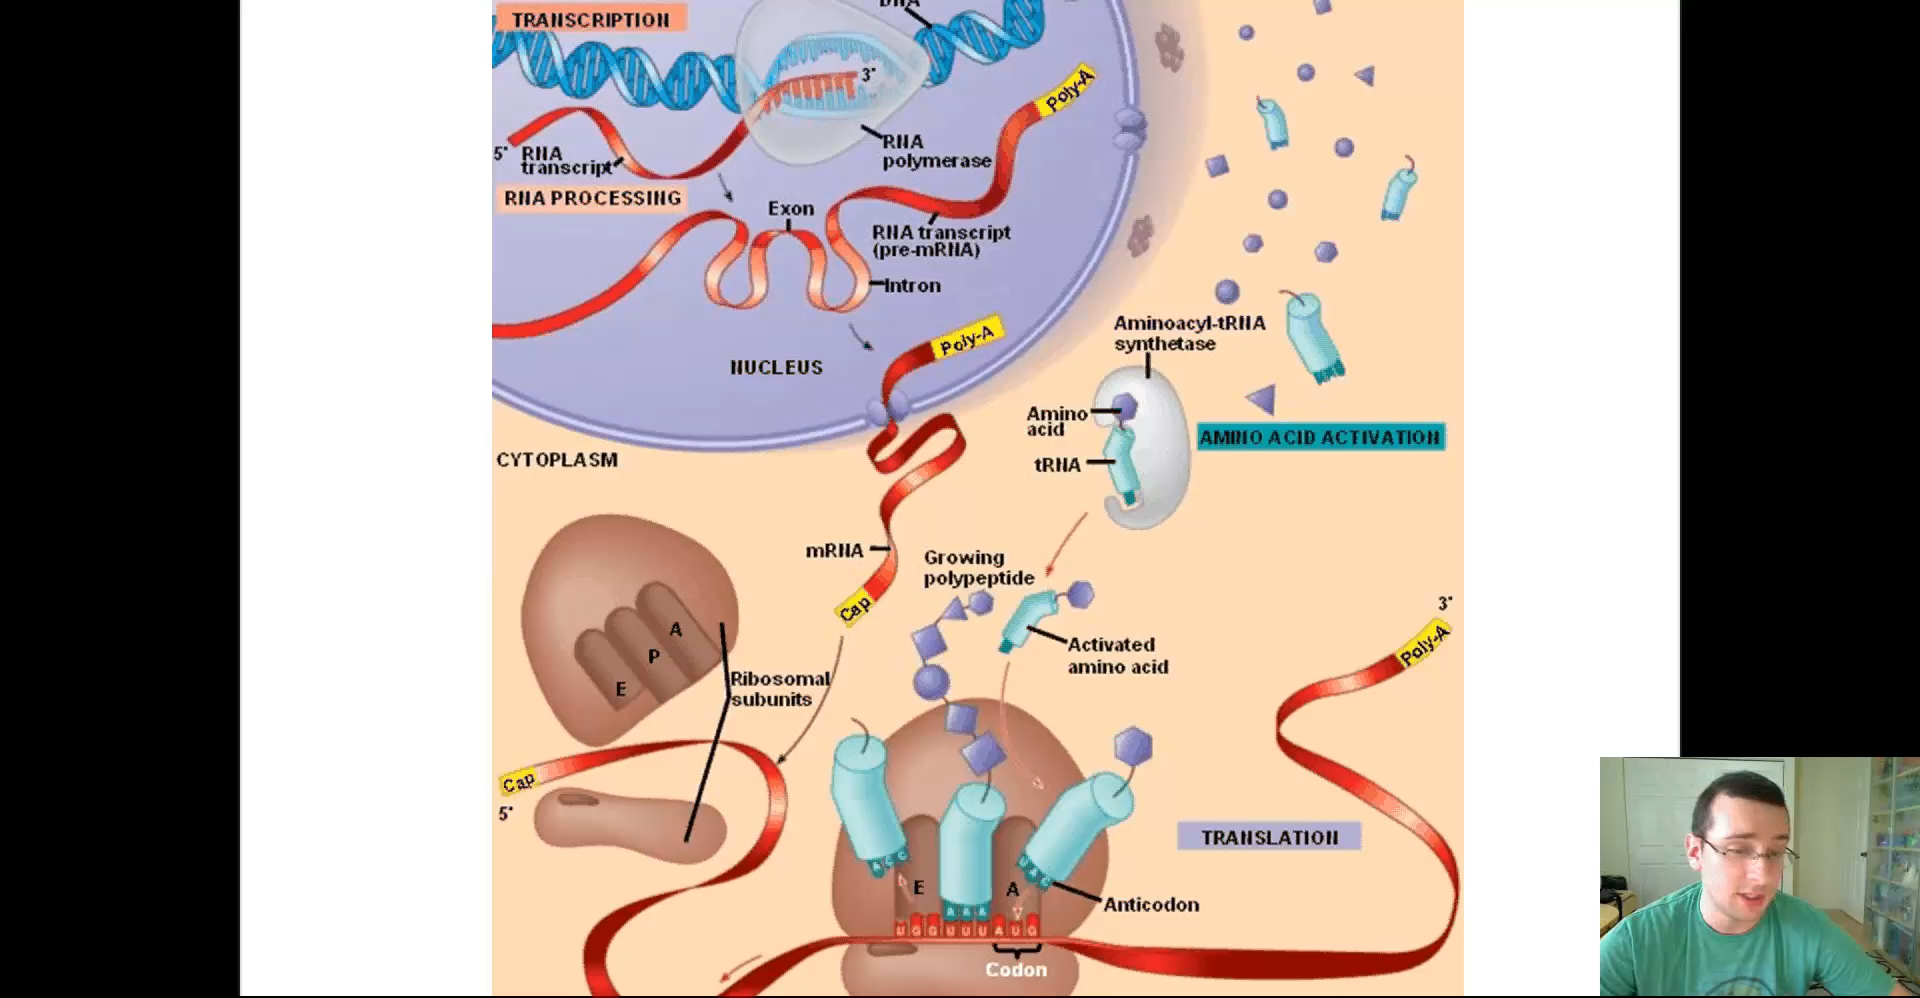 DNA
TRANSCRIPTION
3'
RNA
polymerase
Poly-A
5'
RNA
transcript
RNA PROCESSING
Exon
RNA transcript
(pre-mRNA)
Intron
Poly-A
NUCLEUS
Aminoacyl-tRNA
synthetase
Amino
acid
tRNA
AMINO ACID ACTIVATION
CYTOPLASM
mRNA
Cap
Growing
polypeptide
Activated
amino acid
3'
Poly-A
A
P
E
Ribosomal
subunits
Cap
5'
TRANSLATION
A C C
U A C
E
A
A A A
Anticodon
U G G U U U A U G
Codon